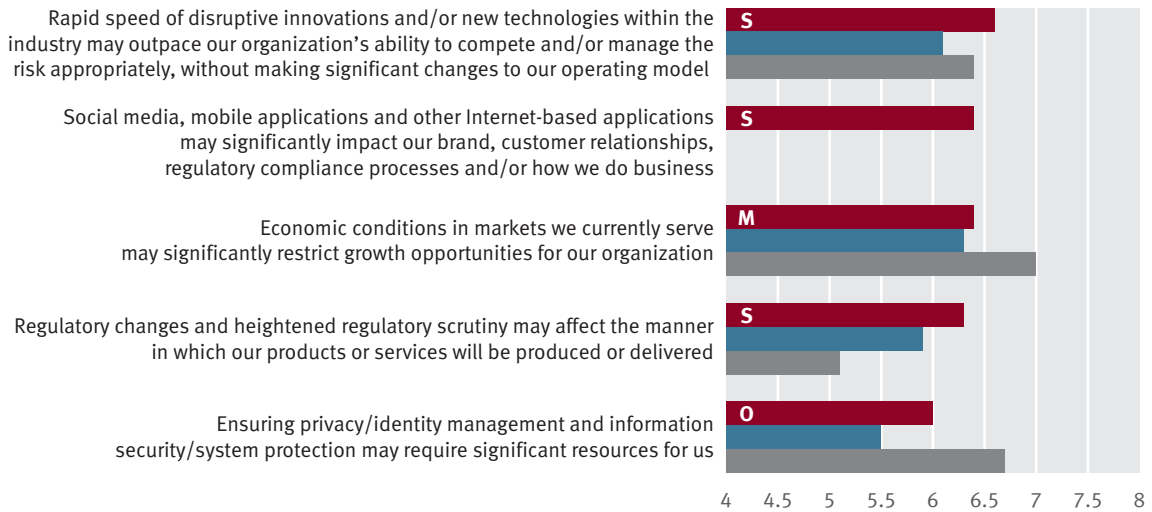 Rapid speed of disruptive innovations and/or new technologies within the
industry may outpace our organization’s ability to compete and/or manage the
risk appropriately, without making significant changes to our operating model
S
Social media, mobile applications and other Internet-based applications
may significantly impact our brand, customer relationships,
regulatory compliance processes and/or how we do business
S
Economic conditions in markets we currently serve
may significantly restrict growth opportunities for our organization
M
Regulatory changes and heightened regulatory scrutiny may affect the manner
in which our products or services will be produced or delivered
S
Ensuring privacy/identity management and information
security/system protection may require significant resources for us
O
4 4.5 5 5.5 6 6.5 7 7.5 8